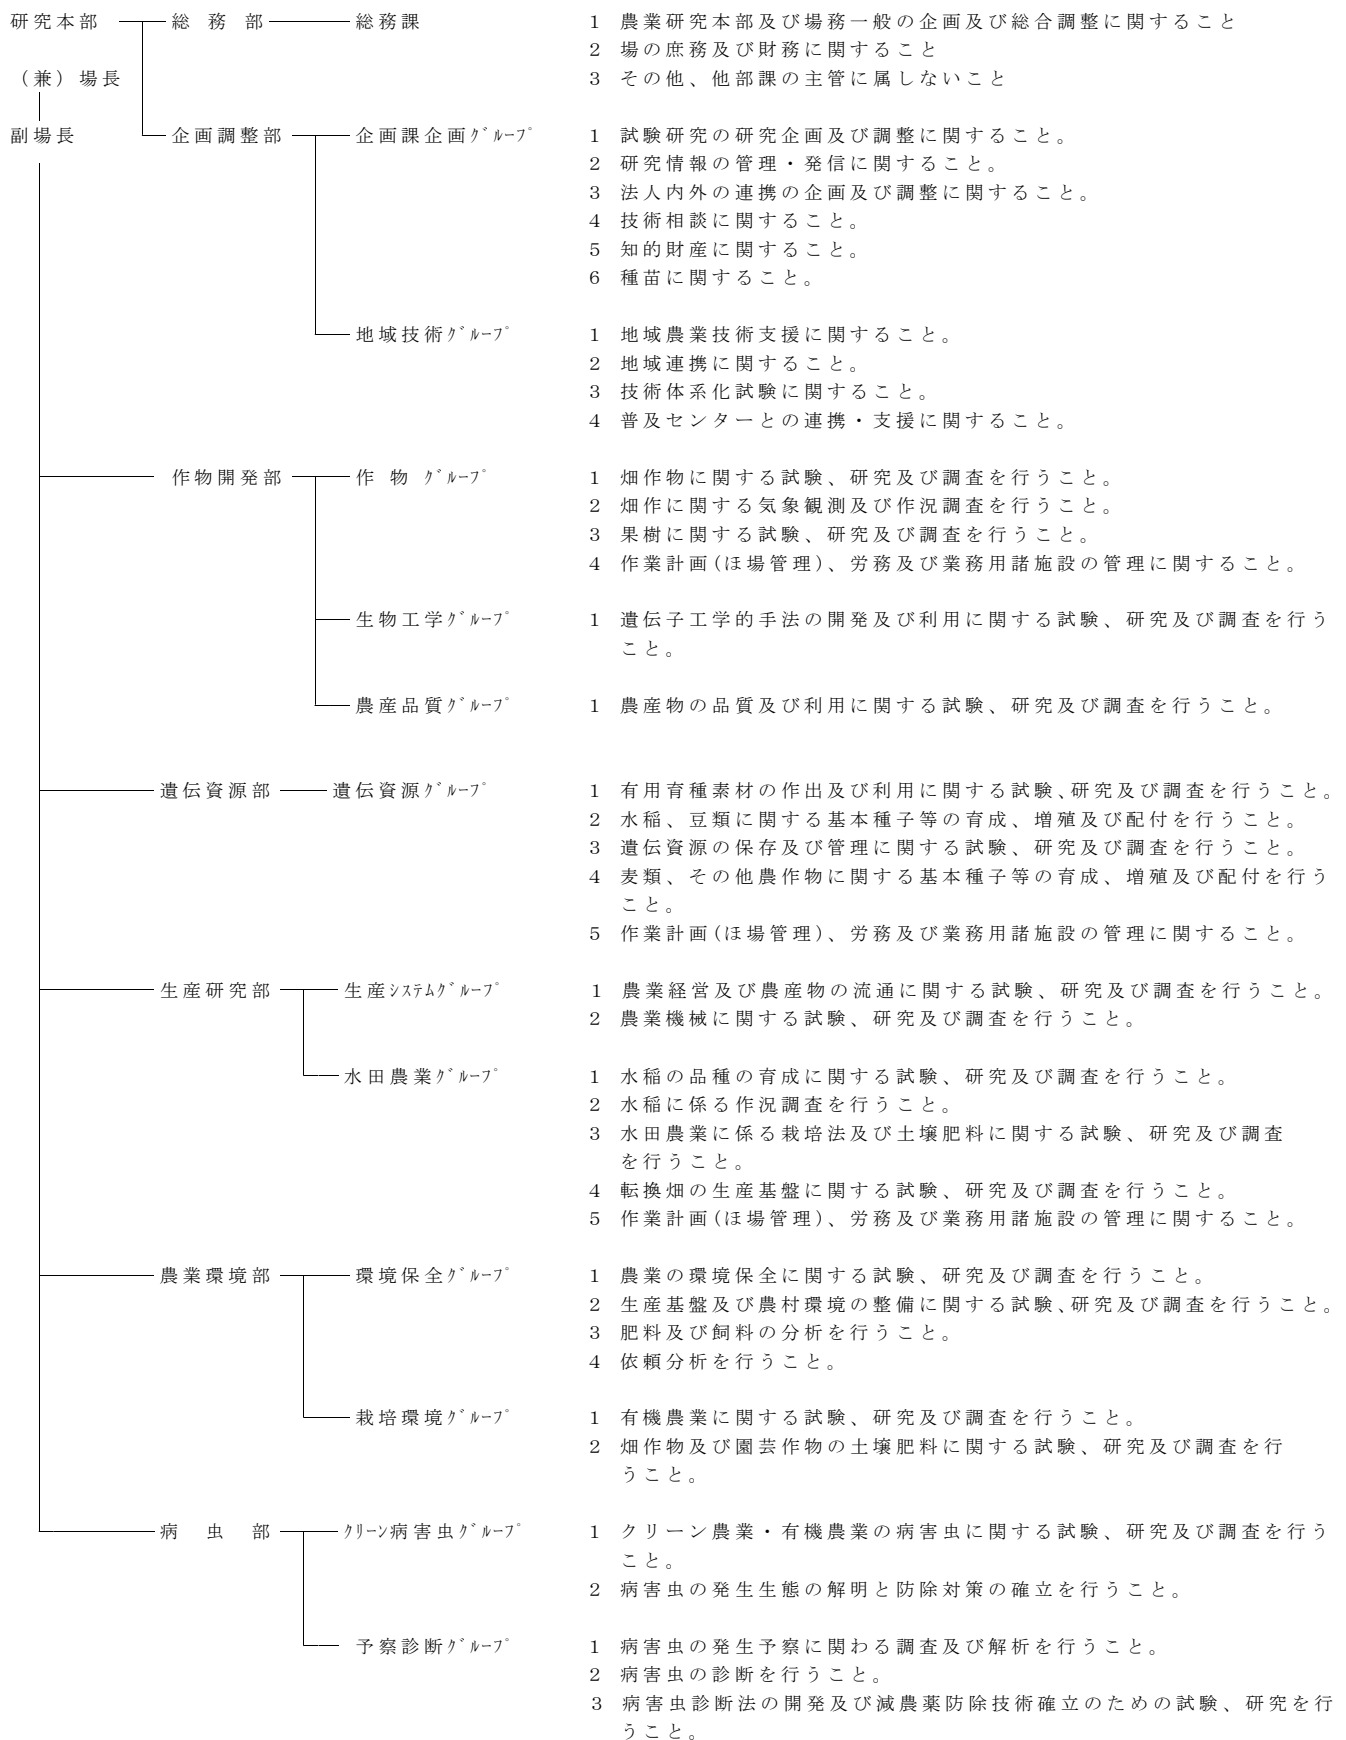 研究本部 総務部 総務課 1 農業研究本部及び場務一般の企画及び総合調整に関すること
2 場の庶務及び財務に関すること
（兼）場長 3 その他、他部課の主管に属しないこと
副場長 企画調整部 企画課企画ｸﾞﾙｰﾌﾟ 1 試験研究の研究企画及び調整に関すること。
2 研究情報の管理・発信に関すること。
3 法人内外の連携の企画及び調整に関すること。
4 技術相談に関すること。
5 知的財産に関すること。
6 種苗に関すること。
地域技術ｸﾞﾙｰﾌﾟ 1 地域農業技術支援に関すること。
2 地域連携に関すること。
3 技術体系化試験に関すること。
4 普及センターとの連携・支援に関すること。
作物開発部 作物ｸﾞﾙｰﾌﾟ 1 畑作物に関する試験、研究及び調査を行うこと。
2 畑作に関する気象観測及び作況調査を行うこと。
3 果樹に関する試験、研究及び調査を行うこと。
4 作業計画(ほ場管理)、労務及び業務用諸施設の管理に関すること。
生物工学ｸﾞﾙｰﾌﾟ 1 遺伝子工学的手法の開発及び利用に関する試験、研究及び調査を行う
こと。
農産品質ｸﾞﾙｰﾌﾟ 1 農産物の品質及び利用に関する試験、研究及び調査を行うこと。
遺伝資源部 遺伝資源ｸﾞﾙｰﾌﾟ 1 有用育種素材の作出及び利用に関する試験、研究及び調査を行うこと。
2 水稲、豆類に関する基本種子等の育成、増殖及び配付を行うこと。
3 遺伝資源の保存及び管理に関する試験、研究及び調査を行うこと。
4 麦類、その他農作物に関する基本種子等の育成、増殖及び配付を行う
こと。
5 作業計画(ほ場管理)、労務及び業務用諸施設の管理に関すること。
生産研究部 生産ｼｽﾃﾑｸﾞﾙｰﾌﾟ 1 農業経営及び農産物の流通に関する試験、研究及び調査を行うこと。
2 農業機械に関する試験、研究及び調査を行うこと。
水田農業ｸﾞﾙｰﾌﾟ 1 水稲の品種の育成に関する試験、研究及び調査を行うこと。
2 水稲に係る作況調査を行うこと。
3 水田農業に係る栽培法及び土壌肥料に関する試験、研究及び調査
を行うこと。
4 転換畑の生産基盤に関する試験、研究及び調査を行うこと。
5 作業計画(ほ場管理)、労務及び業務用諸施設の管理に関すること。
農業環境部 環境保全ｸﾞﾙｰﾌﾟ 1 農業の環境保全に関する試験、研究及び調査を行うこと。
2 生産基盤及び農村環境の整備に関する試験、研究及び調査を行うこと。
3 肥料及び飼料の分析を行うこと。
4 依頼分析を行うこと。
栽培環境ｸﾞﾙｰﾌﾟ 1 有機農業に関する試験、研究及び調査を行うこと。
2 畑作物及び園芸作物の土壌肥料に関する試験、研究及び調査を行
うこと。
病虫部 ｸﾘｰﾝ病害虫ｸﾞﾙｰﾌﾟ 1 クリーン農業・有機農業の病害虫に関する試験、研究及び調査を行う
こと。
2 病害虫の発生生態の解明と防除対策の確立を行うこと。
予察診断ｸﾞﾙｰﾌﾟ 1 病害虫の発生予察に関わる調査及び解析を行うこと。
2 病害虫の診断を行うこと。
3 病害虫診断法の開発及び減農薬防除技術確立のための試験、研究を行
うこと。